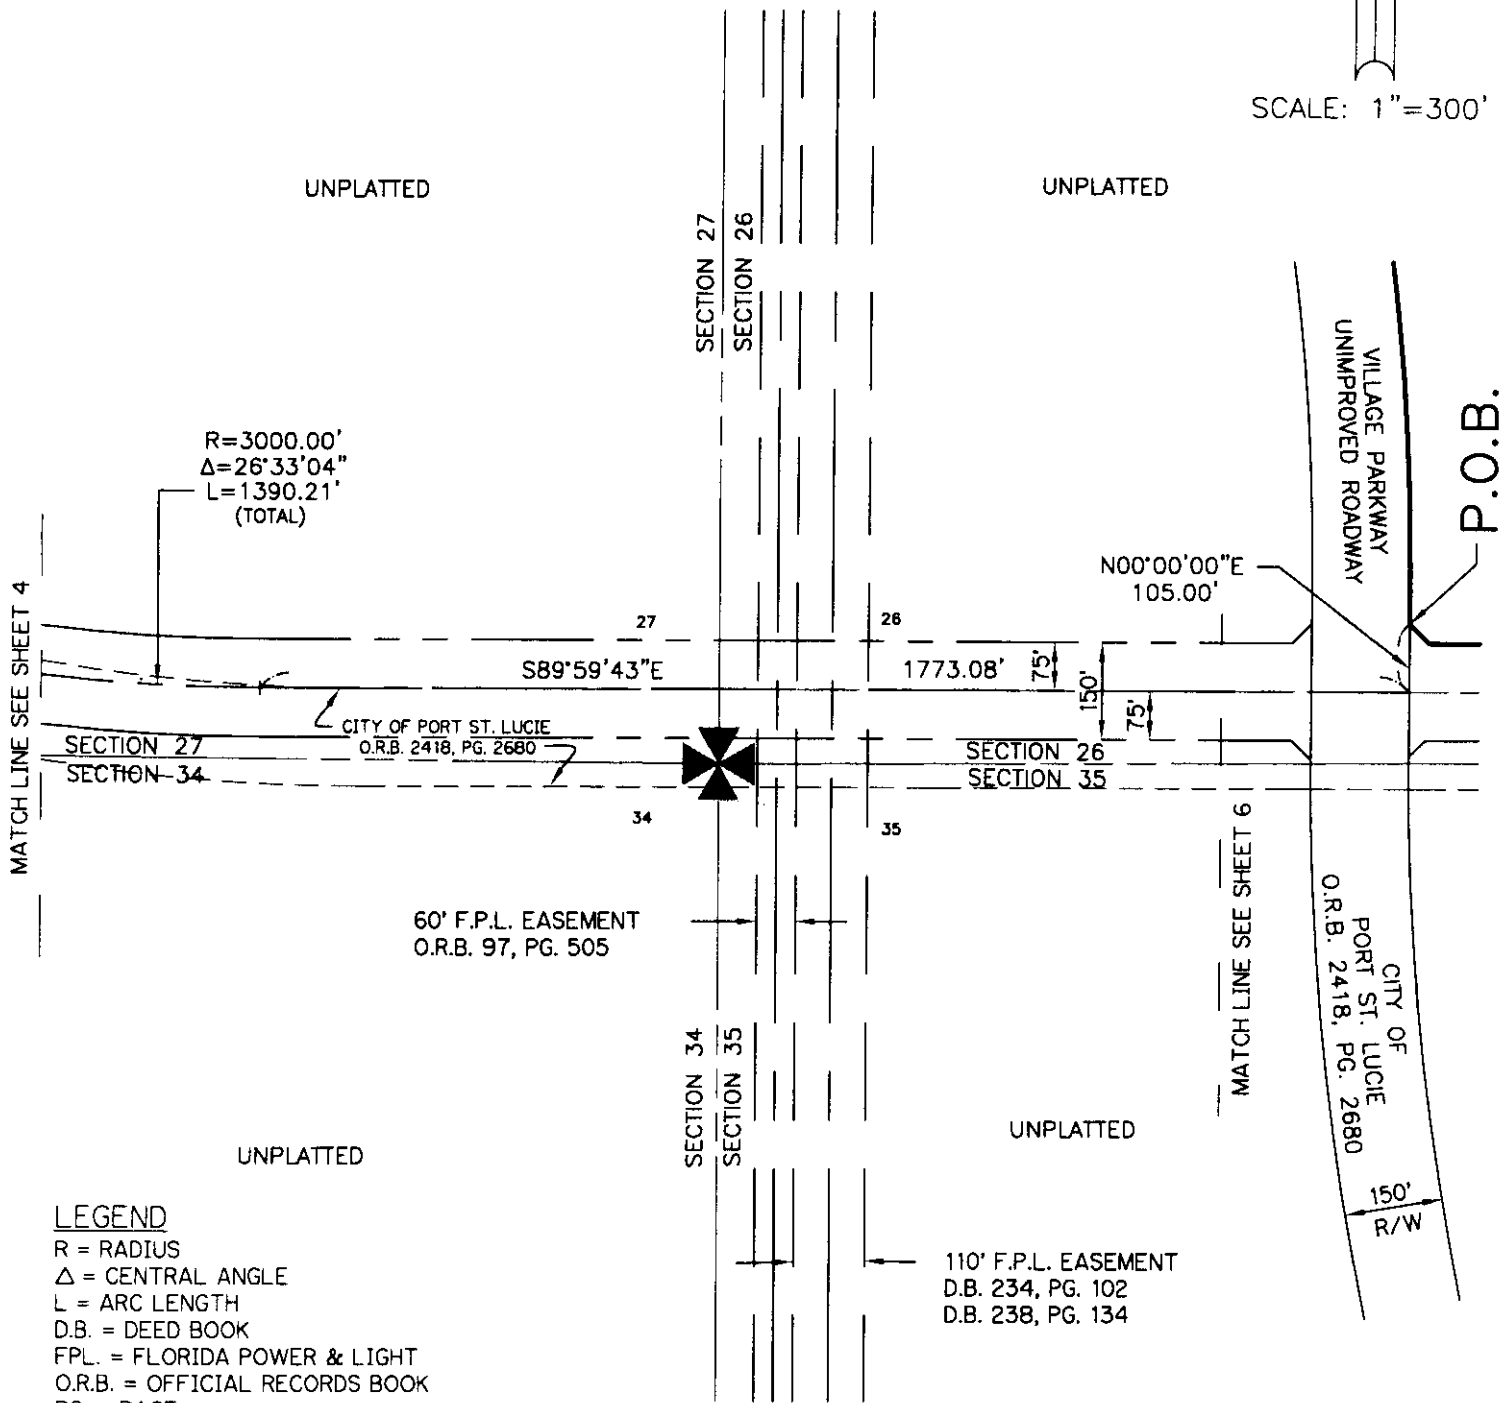 SCALE: 1"=300'
UNPLATTED
UNPLATTED
SECTION 27
SECTION 26
VILLAGE PARKWAY
UNIMPROVED ROADWAY
P.O.B.
R=3000.00'
Δ=26°33'04"
L=1390.21'
(TOTAL)
N00°00'00"E
105.00'
MATCH LINE SEE SHEET 4
27
26
S89°59'43"E
1773.08'
75'
150'
75'
CITY OF PORT ST. LUCIE
O.R.B. 2418, PG. 2680
SECTION 27
SECTION 34
SECTION 26
SECTION 35
34
35
MATCH LINE SEE SHEET 6
60' F.P.L. EASEMENT
O.R.B. 97, PG. 505
CITY OF
PORT ST. LUCIE
O.R.B. 2418, PG. 2680
SECTION 34
SECTION 35
UNPLATTED
UNPLATTED
150'
R/W
110' F.P.L. EASEMENT
D.B. 234, PG. 102
D.B. 238, PG. 134
LEGEND
R = RADIUS
Δ = CENTRAL ANGLE
L = ARC LENGTH
D.B. = DEED BOOK
FPL. = FLORIDA POWER & LIGHT
O.R.B. = OFFICIAL RECORDS BOOK